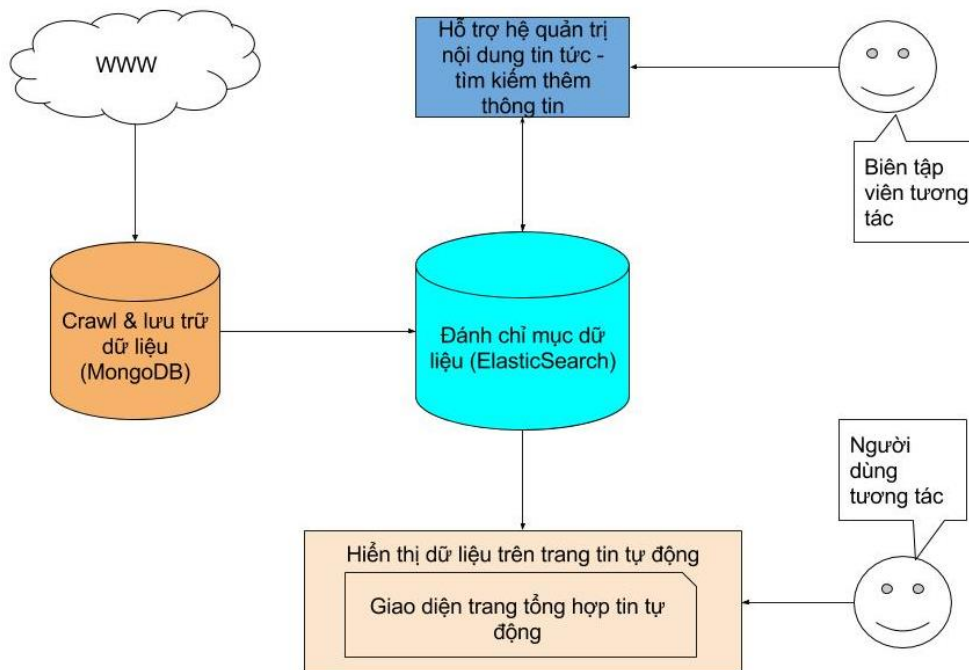 WWW
Hỗ trợ hệ quản trị
nội dung tin tức -
tìm kiếm thêm
thông tin
Biên tập
viên tương
tác
Crawl & lưu trữ
dữ liệu
(MongoDB)
Đánh chỉ mục dữ
liệu (ElasticSearch)
Người
dùng
tương tác
Hiển thị dữ liệu trên trang tin tự động
Giao diện trang tổng hợp tin tự
động